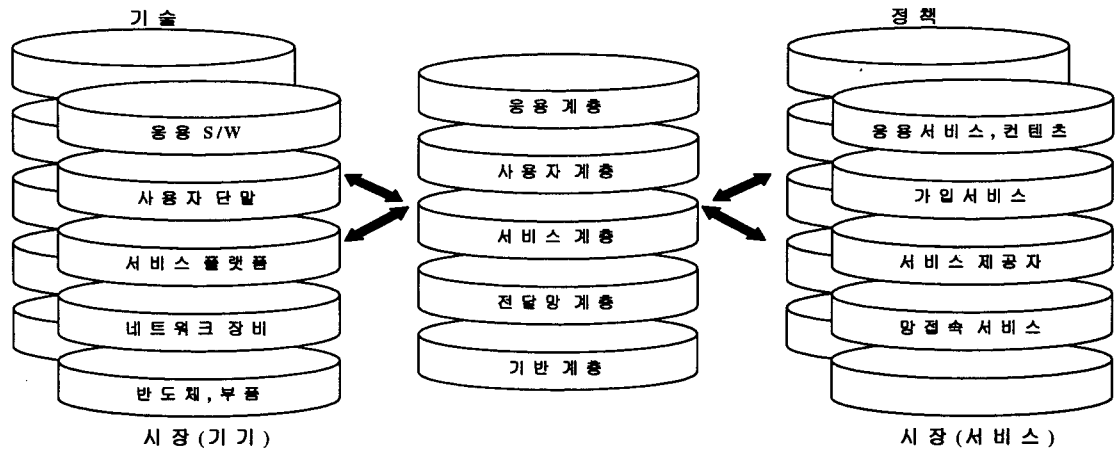 기 술
응용 S/W
사용자 단말
서비스 플랫폼
네트워크 장비
반도체, 부품
시장 (기기)
응용 계층
사용자 계층
서비스 계층
전달망 계층
기반 계층
정책
응용서비스, 컨텐츠
가입서비스
서비스 제공자
망접속 서비스
시장 (서비스)